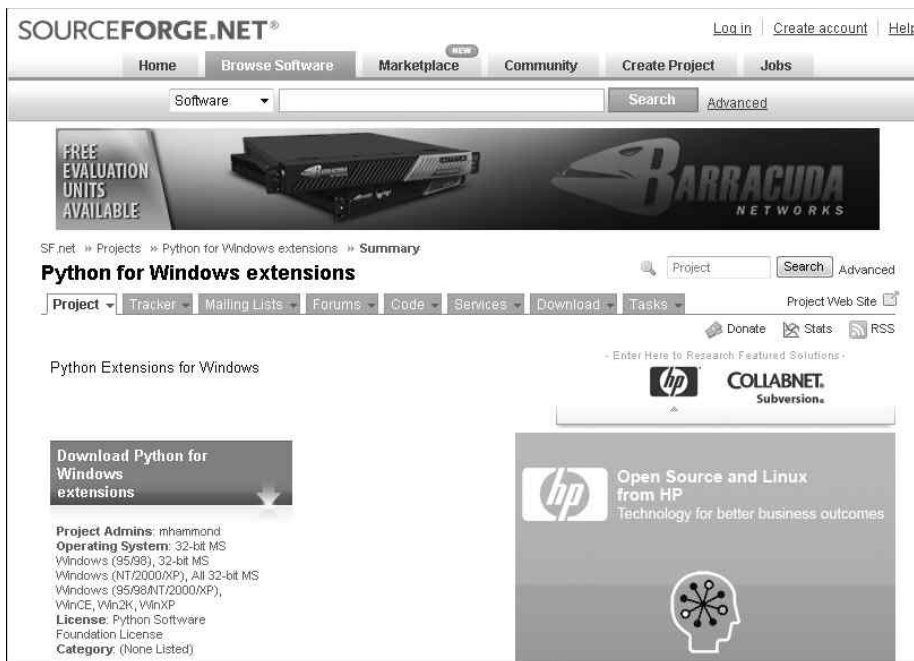 SOURCEFORGE.NET®
Log in Create account Help
NEW
Home Browse Software Marketplace Community Create Project Jobs
Software Search Advanced
FREE
EVALUATION
UNITS
AVAILABLE
BARRACUDA
NETWORKS
SF.net » Projects » Python for Windows extensions » Summary
Python for Windows extensions
Project Search Advanced
Project Tracker Mailing Lists Forums Code Services Download Tasks Project Web Site
Donate Stats RSS
- Enter Here to Research Featured Solutions -
Python Extensions for Windows
hp COLLABNET.
Subversion
Download Python for
Windows
extensions
Project Admins: mhammond
Operating System: 32-bit MS
Windows (95/98), 32-bit MS
Windows (NT/2000/XP), All 32-bit MS
Windows (95/98/NT/2000/XP),
WinCE, Win2K, WinXP
License: Python Software
Foundation License
Category: (None Listed)
hp
Open Source and Linux
from HP
Technology for better business outcomes